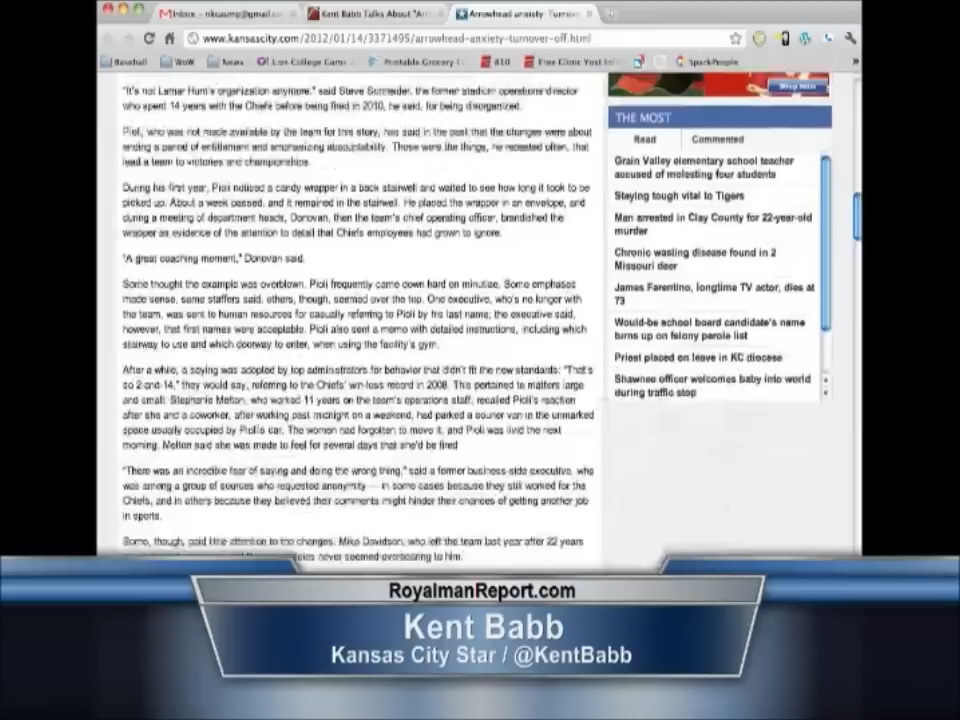 Inbox – nksaump@gmail.co
Kent Babb Talks About "Arr
Arrowhead anxiety: Turnove
www.kansascity.com/2012/01/14/3371495/arrowhead-anxiety-turnover-off.html
Baseball WoW News Live College Game Printable Grocery 810 Free Clinic Yost In SparkPeople »
"It's not Lamar Hunt's organization anymore," said Steve Schneider, the former stadium operations director
who spent 14 years with the Chiefs before being fired in 2010, he said, for being disorganized.
Pioli, who was not made available by the team for this story, has said in the past that the changes were about
ending a period of entitlement and emphasizing accountability. Those were the things, he repeated often, that
lead a team to victories and championships.
During his first year, Pioli noticed a candy wrapper in a back stairwell and waited to see how long it took to be
picked up. About a week passed, and it remained in the stairwell. He placed the wrapper in an envelope, and
during a meeting of department heads, Donovan, then the team's chief operating officer, brandished the
wrapper as evidence of the attention to detail that Chiefs employees had grown to ignore.
"A great coaching moment," Donovan said.
Some thought the example was overblown. Pioli frequently came down hard on minutiae. Some emphases
made sense, some staffers said, others, though, seemed over the top. One executive, who's no longer with
the team, was sent to human resources for casually referring to Pioli by his last name; the executive said,
however, that first names were acceptable. Pioli also sent a memo with detailed instructions, including which
stairway to use and which doorway to enter, when using the facility's gym.
After a while, a saying was adopted by top administrators for behavior that didn't fit the new standards: "That's
so 2-and-14," they would say, referring to the Chiefs' win-loss record in 2008. This pertained to matters large
and small. Stephanie Melton, who worked 11 years on the team's operations staff, recalled Pioli's reaction
after she and a coworker, after working past midnight on a weekend, had parked a courier van in the unmarked
space usually occupied by Pioli's car. The women had forgotten to move it, and Pioli was livid the next
morning. Melton said she was made to feel for several days that she'd be fired
"There was an incredible fear of saying and doing the wrong thing," said a former business-side executive, who
was among a group of sources who requested anonymity — in some cases because they still worked for the
Chiefs, and in others because they believed their comments might hinder their chances of getting another job
in sports.
Some, though, paid little attention to the changes. Mike Davidson, who left the team last year after 22 years
never seemed overbearing to him.
Shop Now
THE MOST
Read Commented
Grain Valley elementary school teacher
accused of molesting four students
Staying tough vital to Tigers
Man arrested in Clay County for 22-year-old
murder
Chronic wasting disease found in 2
Missouri deer
James Farentino, longtime TV actor, dies at
73
Would-be school board candidate's name
turns up on felony parole list
Priest placed on leave in KC diocese
Shawnee officer welcomes baby into world
during traffic stop
RoyalmanReport.com
Kent Babb
Kansas City Star / @KentBabb